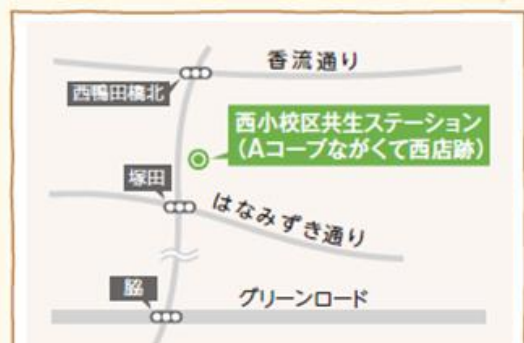 香流通り
西鴨田橋北
西小校区共生ステーション
(Aコープながくて西店跡)
塚田
はなみずき通り
脇
グリーンロード